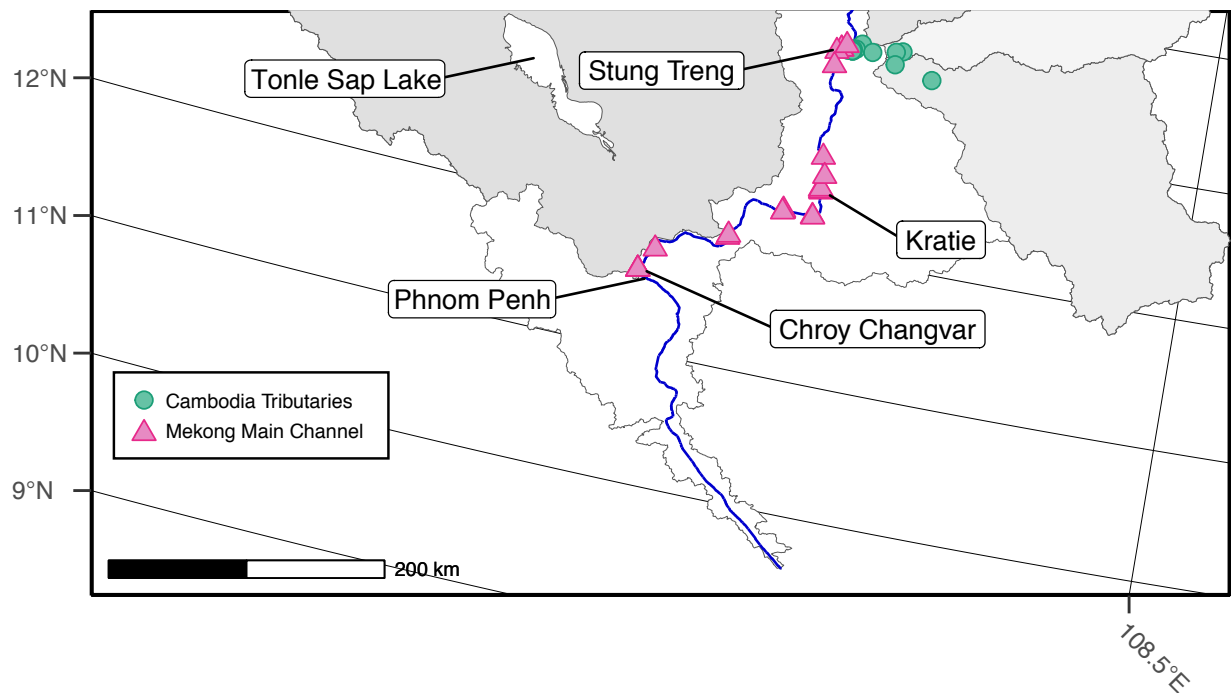 12°N
11°N
10°N
9°N
Tonle Sap Lake
Stung Treng
Kratie
Phnom Penh
Chroy Changvar
Cambodia Tributaries
Mekong Main Channel
200 km
108.5°E